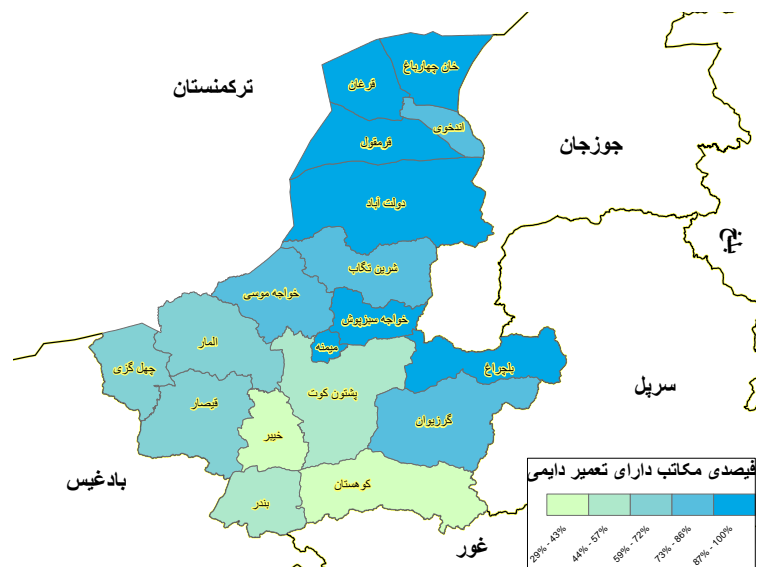 خان چهارباغ
قرغان
ترکمنستان
اندخوی
قرمقول
جوزجان
دولت آباد
شرین تگاب
خواجه موسی
خواجه سبزپوش
المار
میمنه
چهل گزی
بلچراغ
پشتون کوت
سرپل
قیصار
گرزیوان
خیبر
بادغیس
کوهستان
بندر
غور
فیصدی مکاتب دارای تعمیر دایمی
29% - 43%
44% - 57%
59% - 72%
73% - 86%
87% - 100%